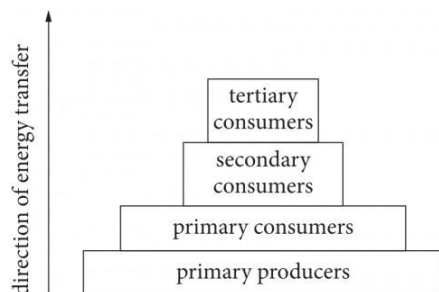 direction of energy transfer
tertiary
consumers
secondary
consumers
primary consumers
primary producers